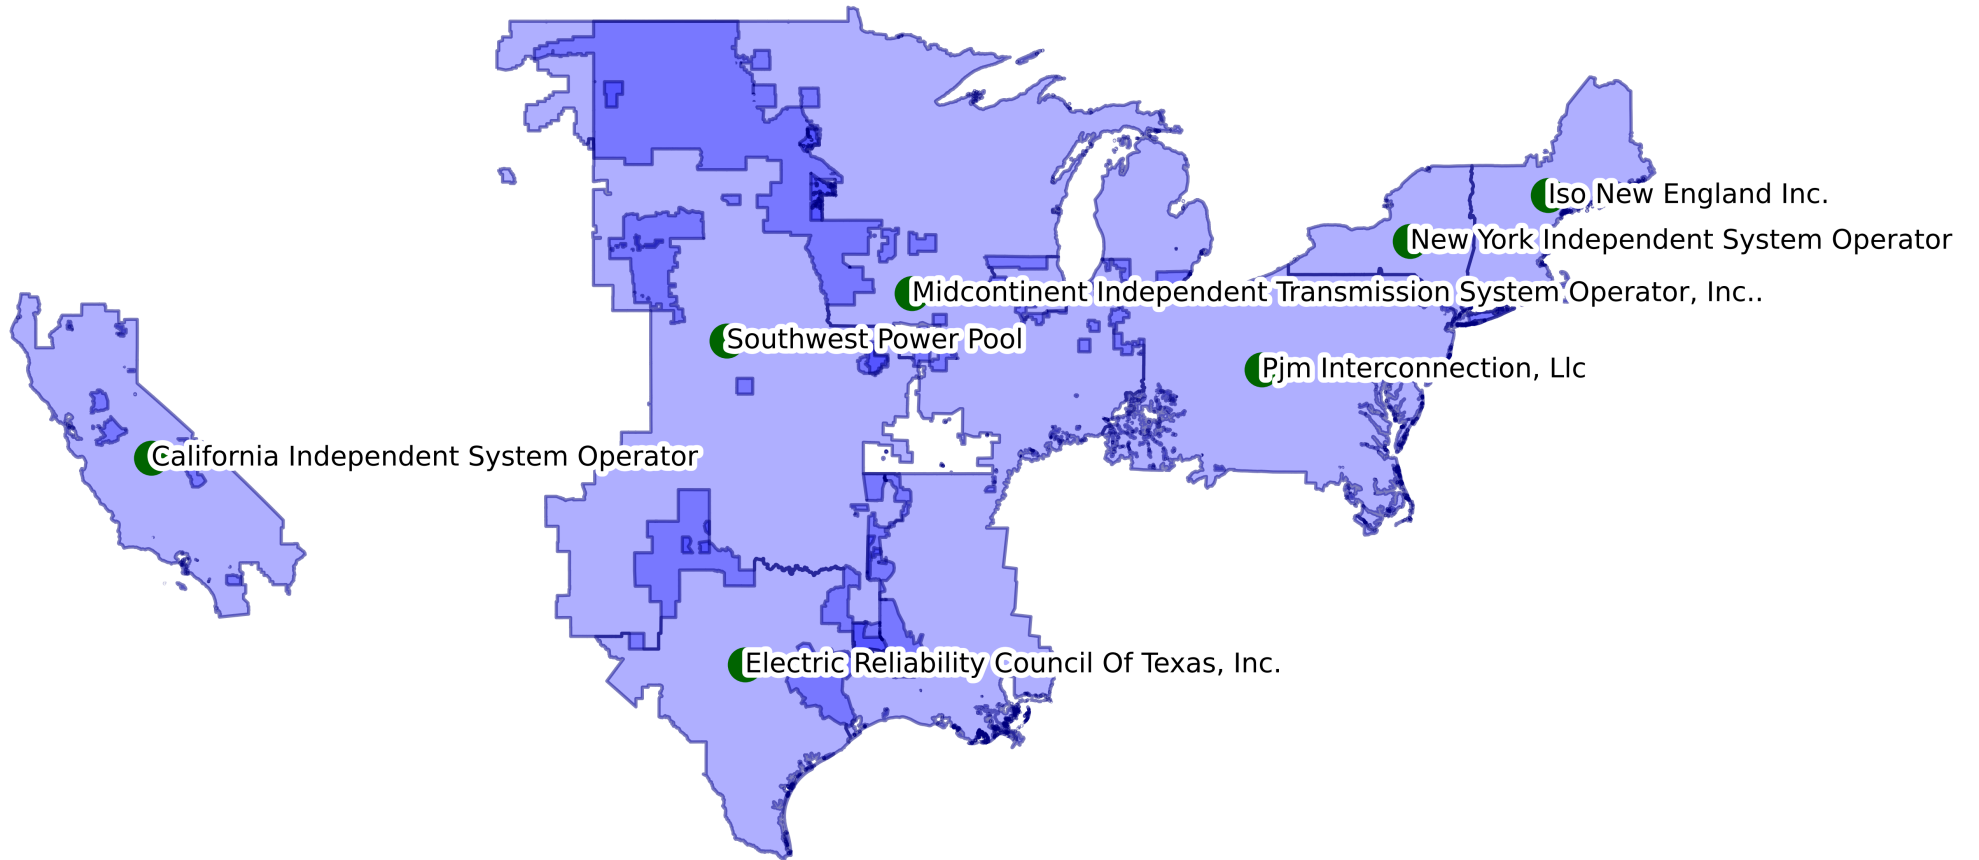 Iso New England Inc.
New York Independent System Operator
Midcontinent Independent Transmission System Operator, Inc..
Southwest Power Pool
Pjm Interconnection, Llc
California Independent System Operator
Electric Reliability Council Of Texas, Inc.